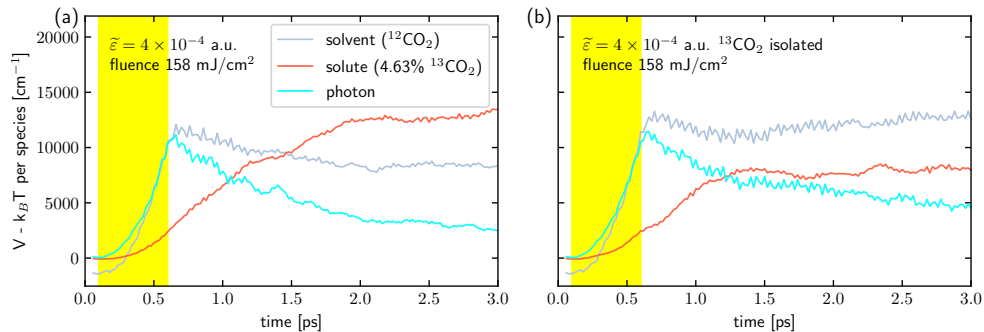 (a)
ε̃ = 4 × 10⁻⁴ a.u.
fluence 158 mJ/cm²
solvent (¹²CO₂)
solute (4.63% ¹³CO₂)
photon
V - k_BT per species [cm⁻¹]
20000
15000
10000
5000
0
0.0 0.5 1.0 1.5 2.0 2.5 3.0
time [ps]
(b)
ε̃ = 4 × 10⁻⁴ a.u. ¹³CO₂ isolated
fluence 158 mJ/cm²
0.0 0.5 1.0 1.5 2.0 2.5 3.0
time [ps]